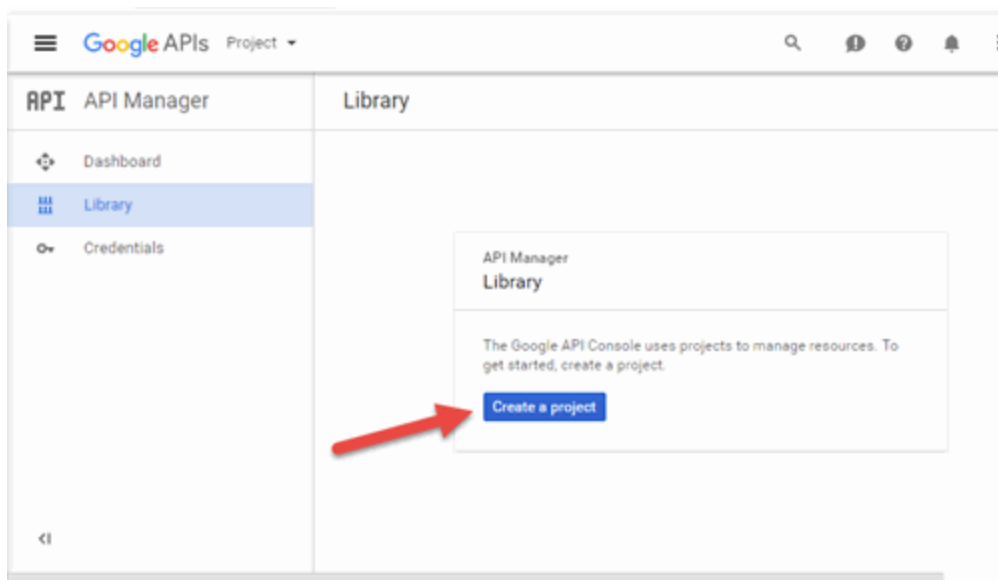 Google APIs Project
API API Manager
Library
Dashboard
Library
Credentials
API Manager
Library
The Google API Console uses projects to manage resources. To
get started, create a project.
Create a project